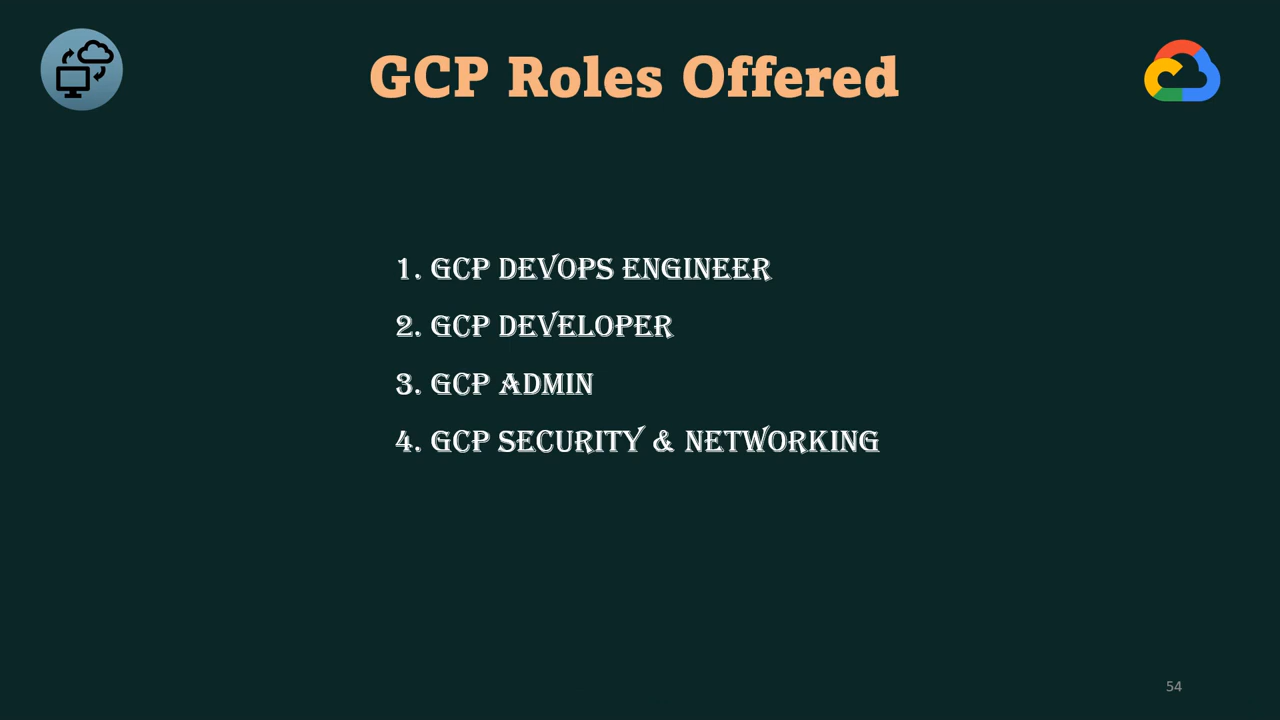 GCP Roles Offered
1. GCP DEVOPS ENGINEER
2. GCP DEVELOPER
3. GCP ADMIN
4. GCP SECURITY & NETWORKING
54